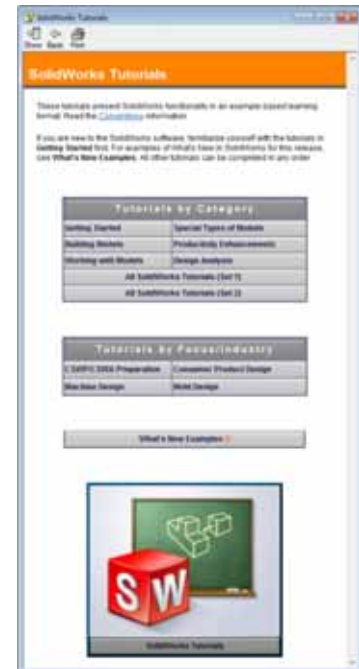 SolidWorks Tutorials
Show Back Print
SolidWorks Tutorials
These tutorials present SolidWorks functionality in an example-based learning
format. Read the Conventions information.
If you are new to the SolidWorks software, familiarize yourself with the tutorials in
Getting Started first. For examples of What's New in SolidWorks for this release,
see What's New Examples. All other tutorials can be completed in any order.
Tutorials by Category
Getting Started Special Types of Models
Building Models Productivity Enhancements
Working with Models Design Analysis
All SolidWorks Tutorials (Set 1)
All SolidWorks Tutorials (Set 2)
Tutorials by Focus/Industry
CSWP/CSWA Preparation Consumer Product Design
Machine Design Mold Design
What's New Examples
SW
SolidWorks Tutorials